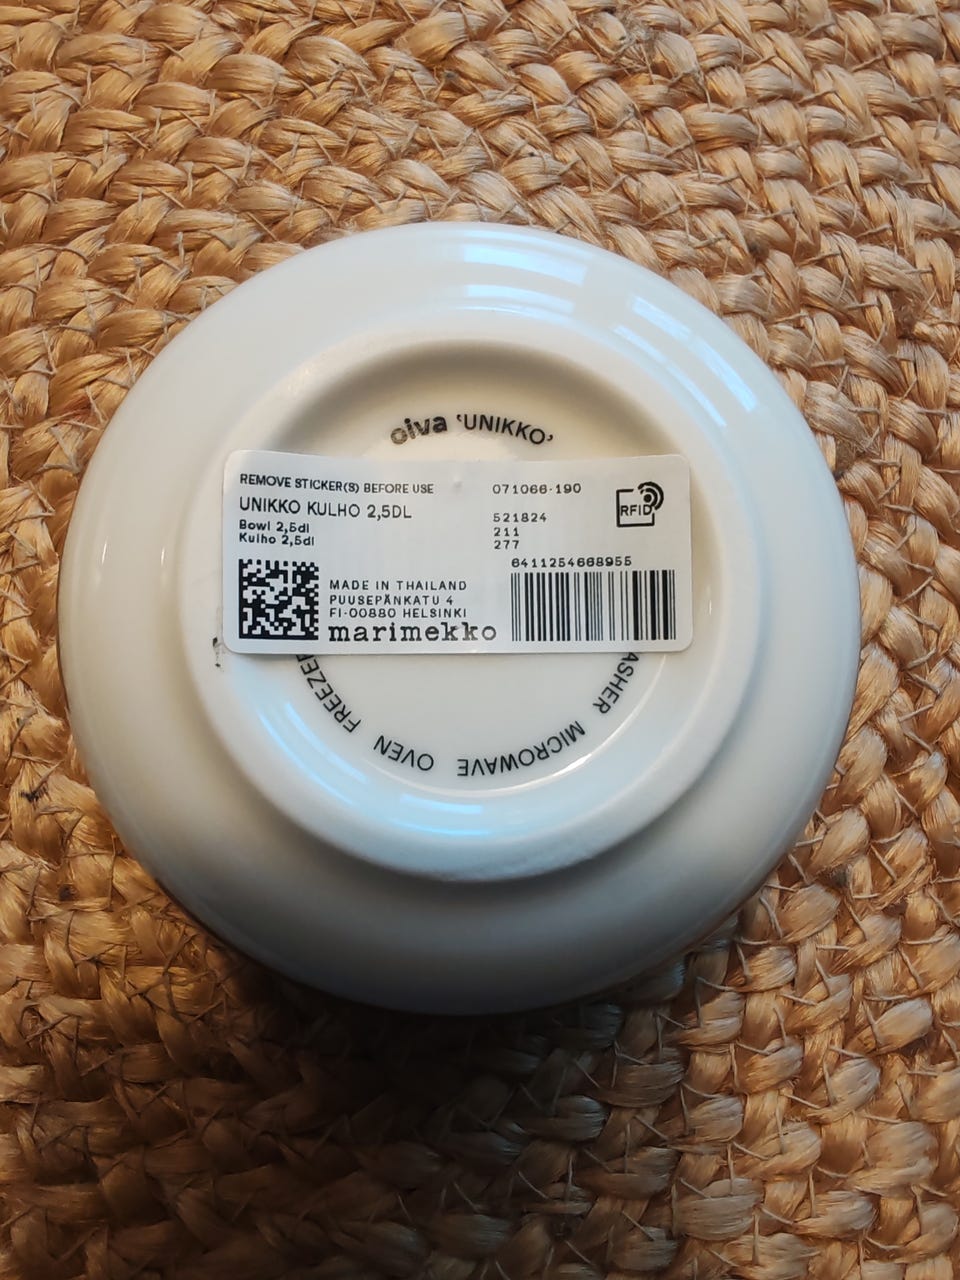 oiva ‘UNIKKO’
REMOVE STICKER(S) BEFORE USE
UNIKKO KULHO 2,5DL
Bowl 2,5dl
Kulho 2,5dl
071066-190
521824
211
277
RFID
6411254668955
MADE IN THAILAND
PUUSEPÄNKATU 4
FI-00880 HELSINKI
marimekko
ASHER MICROWAVE OVEN FREEZER